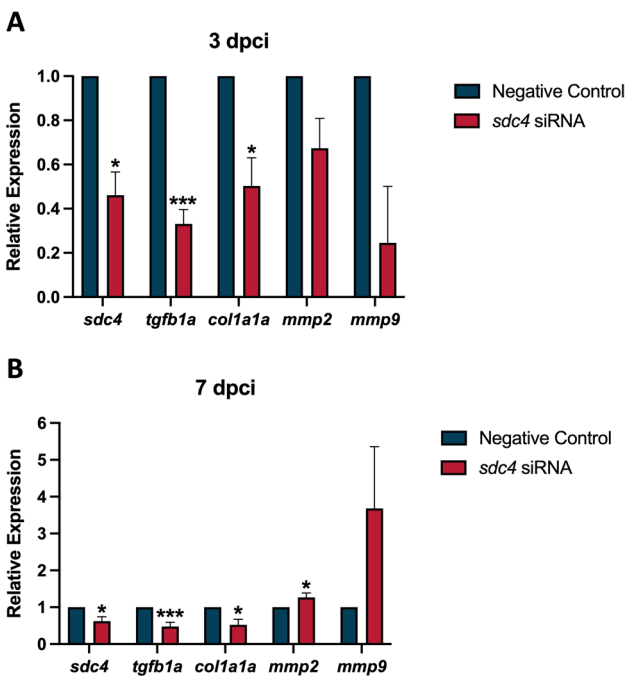 A
3 dpci
Relative Expression
1.0
0.8
0.6
0.4
0.2
0.0
*
***
*
sdc4 tgfb1a col1a1a mmp2 mmp9
Negative Control
sdc4 siRNA
B
7 dpci
Relative Expression
6
5
4
3
2
1
0
*
***
*
*
sdc4 tgfb1a col1a1a mmp2 mmp9
Negative Control
sdc4 siRNA